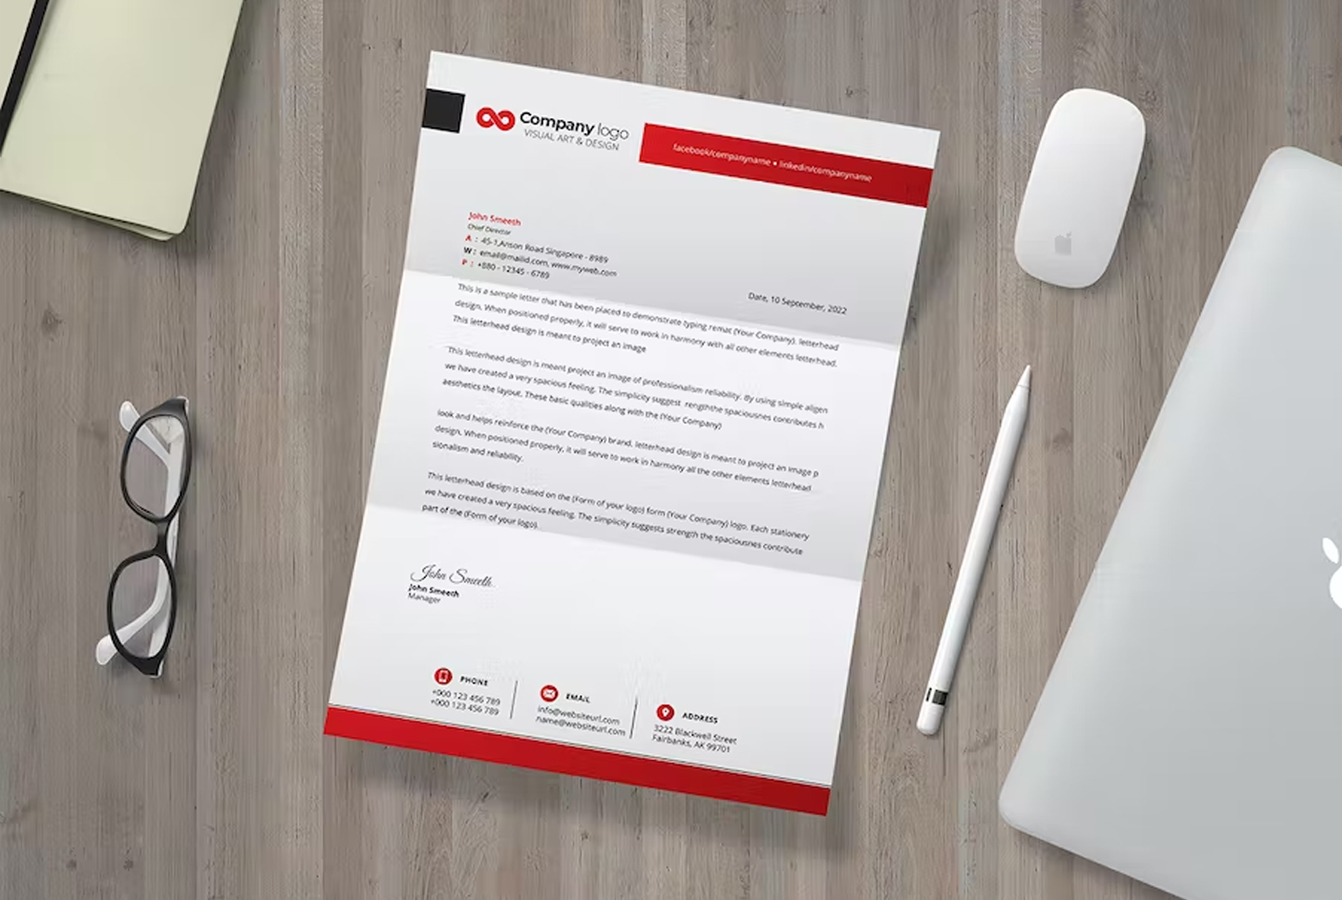 Company logo
VISUAL ART & DESIGN
facebook/companyname • linkedin/companyname
John Smeeth
Chief Director
A : 45-1,Anson Road Singapore - 8989
W : email@mailid.com, www.myweb.com
P : +880 - 12345 - 6789
Date, 10 September, 2022
This is a sample letter that has been placed to demonstrate typing remat (Your Company). letterhead
design. When positioned properly, it will serve to work in harmony with all other elements letterhead.
This letterhead design is meant to project an image
This letterhead design is meant project an image of professionalism reliability. By using simple aligen
we have created a very spacious feeling. The simplicity suggest rengththe spaciousnes contributes h
aesthetics the layout. These basic qualities along with the (Your Company)
look and helps reinforce the (Your Company) brand. letterhead design is meant to project an image p
design. When positioned properly, it will serve to work in harmony all the other elements letterhead
sionalism and reliability.
This letterhead design is based on the (Form of your logo) form (Your Company) logo. Each stationery
we have created a very spacious feeling. The simplicity suggests strength the spaciousnes contribute
part of the (Form of your logo)
John Smeeth
John Smeeth
Manager
PHONE
+000 123 456 789
+000 123 456 789
EMAIL
info@websiteurl.com
name@websiteurl.com
ADDRESS
3222 Blackwell Street
Fairbanks, AK 99701